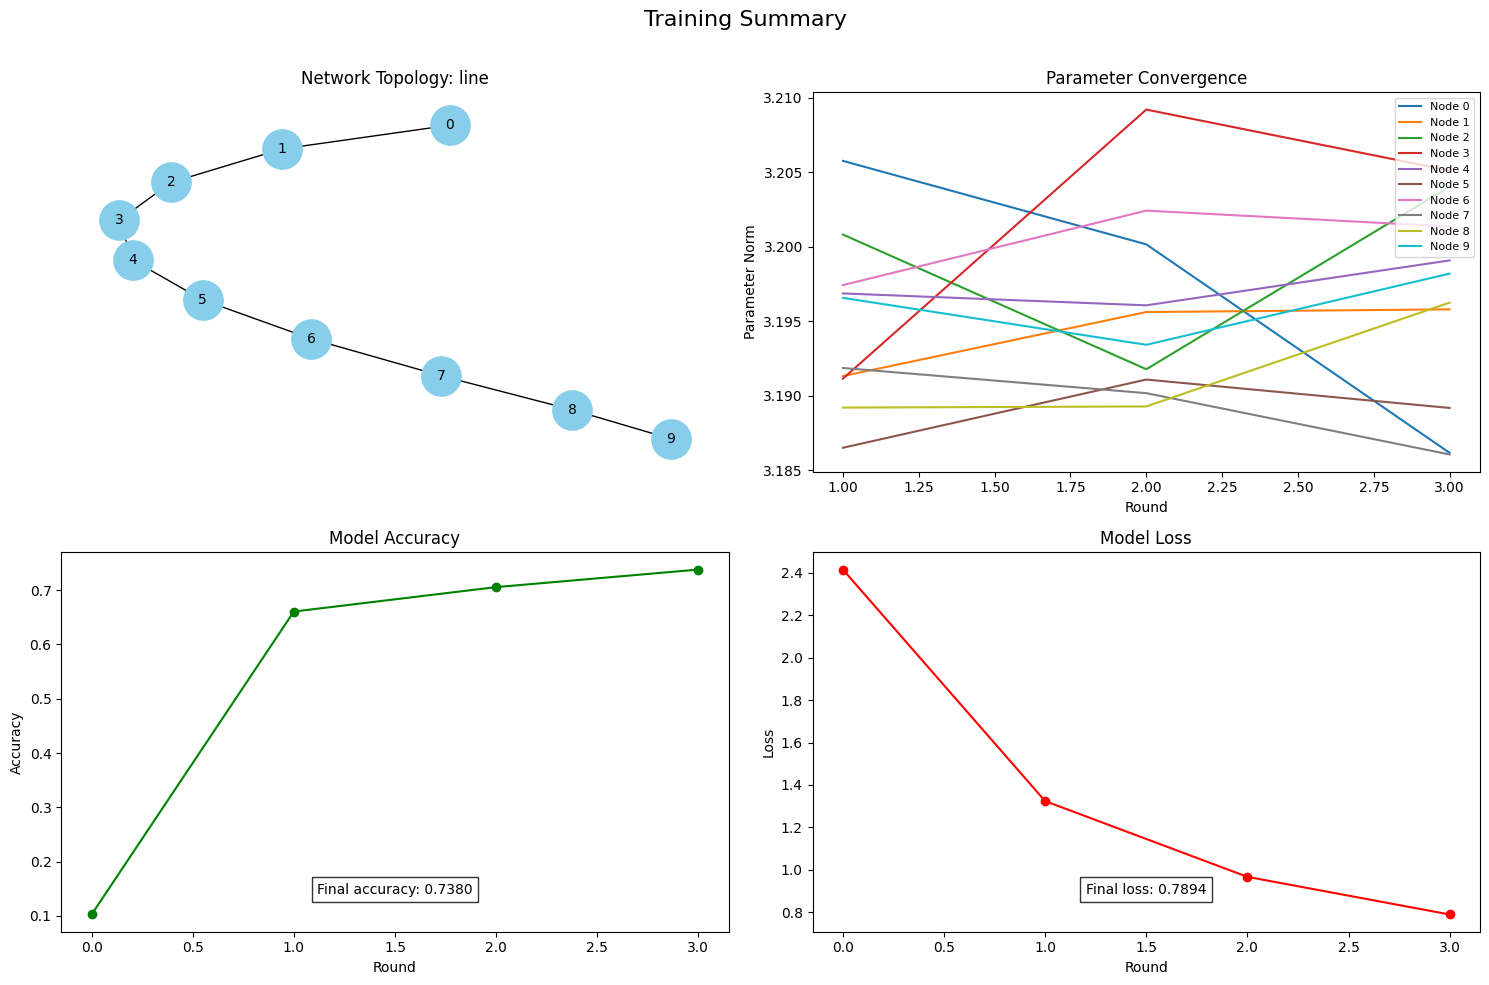 Training Summary
Network Topology: line
0
1
2
3
4
5
6
7
8
9
Parameter Convergence
Parameter Norm
3.210
3.205
3.200
3.195
3.190
3.185
Node 0
Node 1
Node 2
Node 3
Node 4
Node 5
Node 6
Node 7
Node 8
Node 9
1.00 1.25 1.50 1.75 2.00 2.25 2.50 2.75 3.00
Round
Model Accuracy
Accuracy
0.7
0.6
0.5
0.4
0.3
0.2
0.1
Final accuracy: 0.7380
0.0 0.5 1.0 1.5 2.0 2.5 3.0
Round
Model Loss
Loss
2.4
2.2
2.0
1.8
1.6
1.4
1.2
1.0
0.8
Final loss: 0.7894
0.0 0.5 1.0 1.5 2.0 2.5 3.0
Round